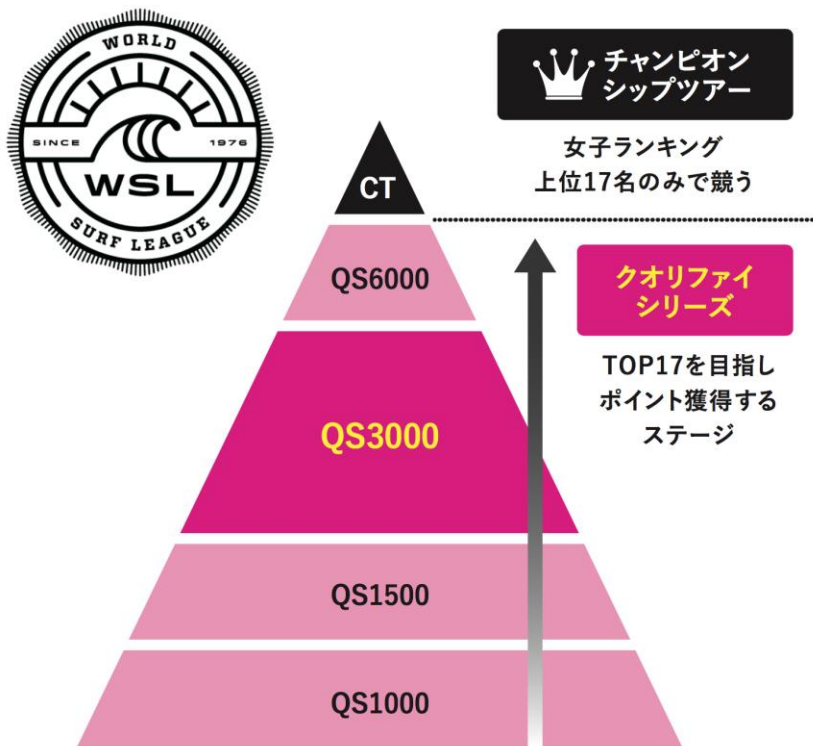 WORLD
SINCE 1976
WSL
SURF LEAGUE
チャンピオン
シップツアー
女子ランキング
上位17名のみで競う
CT
QS6000
クオリファイ
シリーズ
TOP17を目指し
ポイント獲得する
ステージ
QS3000
QS1500
QS1000